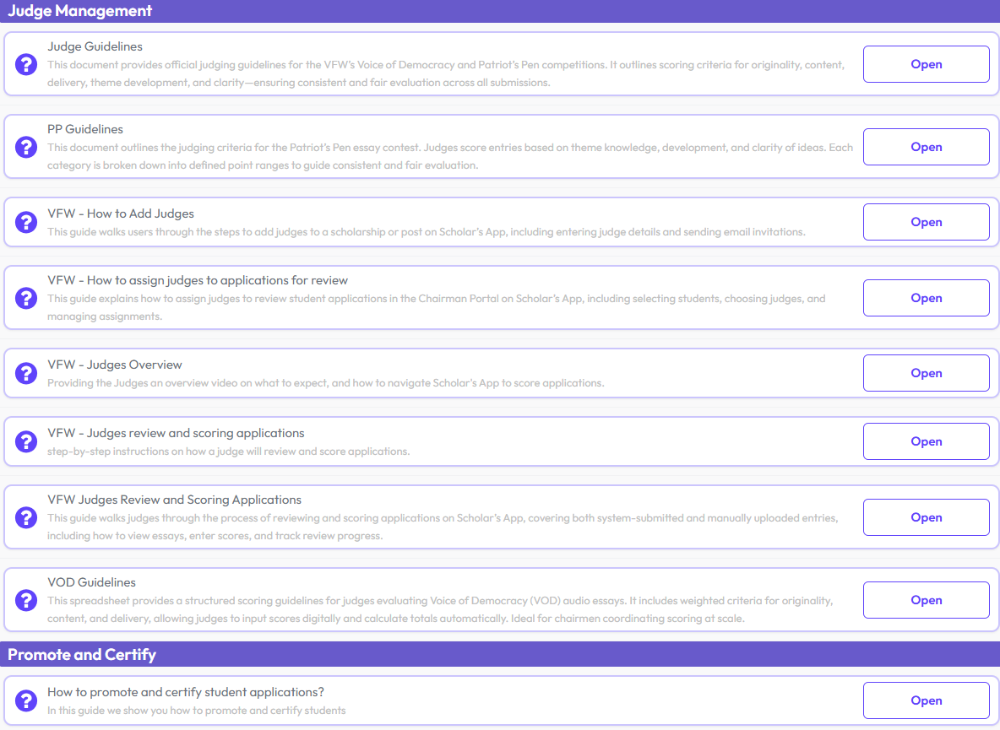 Judge Management
Judge Guidelines
This document provides official judging guidelines for the VFW's Voice of Democracy and Patriot's Pen competitions. It outlines scoring criteria for originality, content,
delivery, theme development, and clarity—ensuring consistent and fair evaluation across all submissions.
Open
PP Guidelines
This document outlines the judging criteria for the Patriot's Pen essay contest. Judges score entries based on theme knowledge, development, and clarity of ideas. Each
category is broken down into defined point ranges to guide consistent and fair evaluation.
Open
VFW - How to Add Judges
This guide walks users through the steps to add judges to a scholarship or post on Scholar's App, including entering judge details and sending email invitations.
Open
VFW - How to assign judges to applications for review
This guide explains how to assign judges to review student applications in the Chairman Portal on Scholar's App, including selecting students, choosing judges, and
managing assignments.
Open
VFW - Judges Overview
Providing the Judges an overview video on what to expect, and how to navigate Scholar's App to score applications.
Open
VFW - Judges review and scoring applications
step-by-step instructions on how a judge will review and score applications.
Open
VFW Judges Review and Scoring Applications
This guide walks judges through the process of reviewing and scoring applications on Scholar's App, covering both system-submitted and manually uploaded entries,
including how to view essays, enter scores, and track review progress.
Open
VOD Guidelines
This spreadsheet provides a structured scoring guidelines for judges evaluating Voice of Democracy (VOD) audio essays. It includes weighted criteria for originality,
content, and delivery, allowing judges to input scores digitally and calculate totals automatically. Ideal for chairmen coordinating scoring at scale.
Open
Promote and Certify
How to promote and certify student applications?
In this guide we show you how to promote and certify students
Open